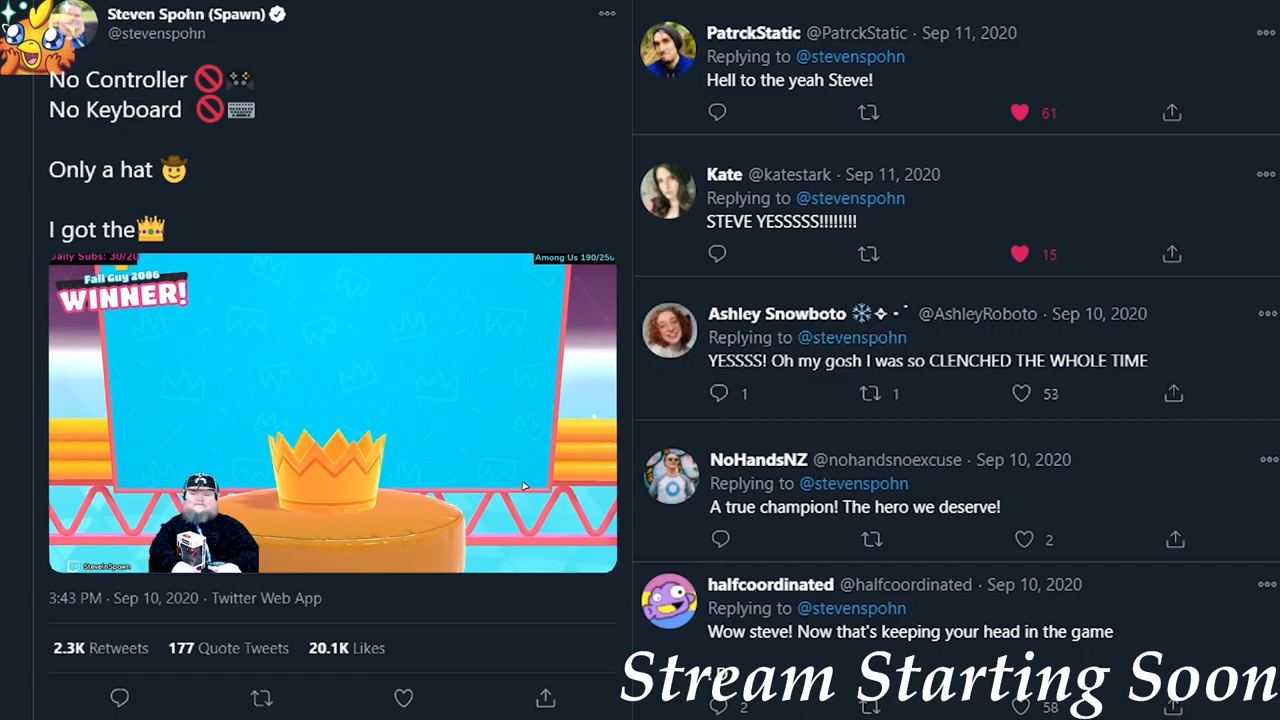 Steven Spohn (Spawn)
@stevenspohn
No Controller 🚫🎮
No Keyboard 🚫⌨️
Only a hat 🤠
I got the👑
Daily Subs: 30/20
Among Us 190/250
Fall Guy 2086
WINNER!
SteveInSpawn
3:43 PM · Sep 10, 2020 · Twitter Web App
2.3K Retweets 177 Quote Tweets 20.1K Likes
PatrckStatic @PatrckStatic · Sep 11, 2020
Replying to @stevenspohn
Hell to the yeah Steve!
61
Kate @katestark · Sep 11, 2020
Replying to @stevenspohn
STEVE YESSSSS!!!!!!!!
15
Ashley Snowboto ❄️✧・゚ @AshleyRoboto · Sep 10, 2020
Replying to @stevenspohn
YESSSS! Oh my gosh I was so CLENCHED THE WHOLE TIME
1 1 53
NoHandsNZ @nohandsnoexcuse · Sep 10, 2020
Replying to @stevenspohn
A true champion! The hero we deserve!
2
halfcoordinated @halfcoordinated · Sep 10, 2020
Replying to @stevenspohn
Wow steve! Now that's keeping your head in the game
Stream Starting Soon
2 58